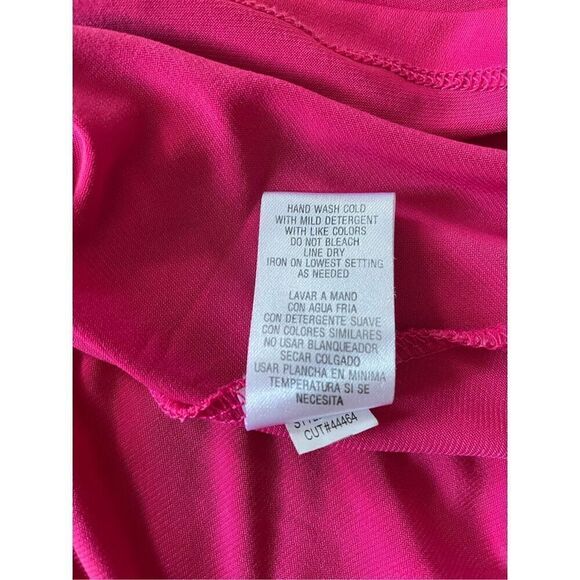 HAND WASH COLD
WITH MILD DETERGENT
WITH LIKE COLORS
DO NOT BLEACH
LINE DRY
IRON ON LOWEST SETTING
AS NEEDED
LAVAR A MANO
CON AGUA FRIA
CON DETERGENTE SUAVE
CON COLORES SIMILARES
NO USAR BLANQUEADOR
SECAR COLGADO
USAR PLANCHA EN MINIMA
TEMPERATURA SI SE
NECESITA
CUT#44464